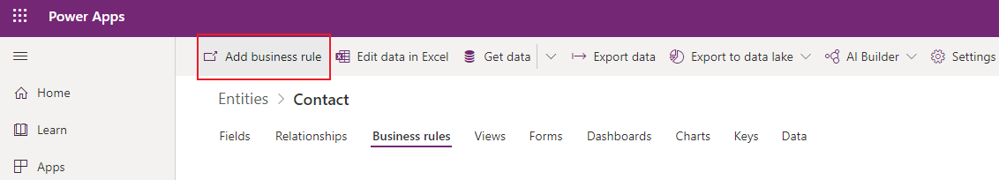 Power Apps
Add business rule Edit data in Excel Get data Export data Export to data lake AI Builder Settings
Home
Entities > Contact
Learn
Fields Relationships Business rules Views Forms Dashboards Charts Keys Data
Apps